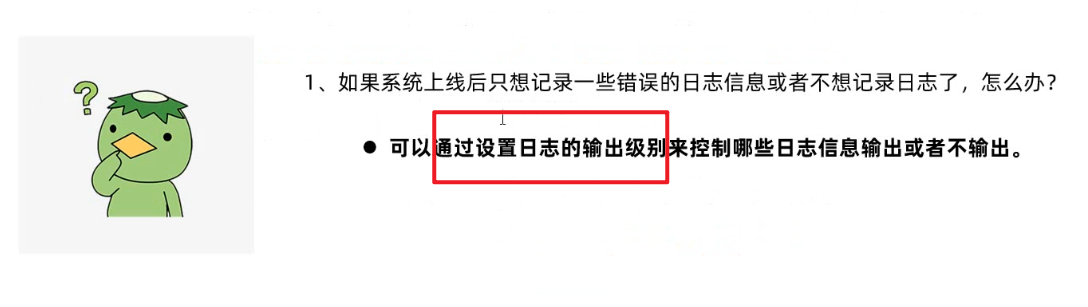 ?
1、如果系统上线后只想记录一些错误的日志信息或者不想记录日志了，怎么办？
● 可以通过设置日志的输出级别来控制哪些日志信息输出或者不输出。